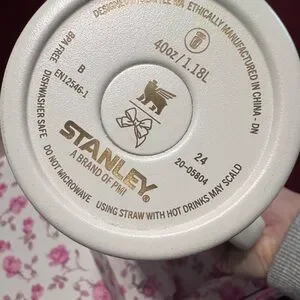 ETHICALLY MANUFACTURED IN CHINA - DN
40oz/1.18L
BPA FREE
B
EN12546-1
DISHWASHER SAFE
STANLEY®
A BRAND OF PMI
24
20-05804
DO NOT MICROWAVE
USING STRAW WITH HOT DRINKS MAY SCALD